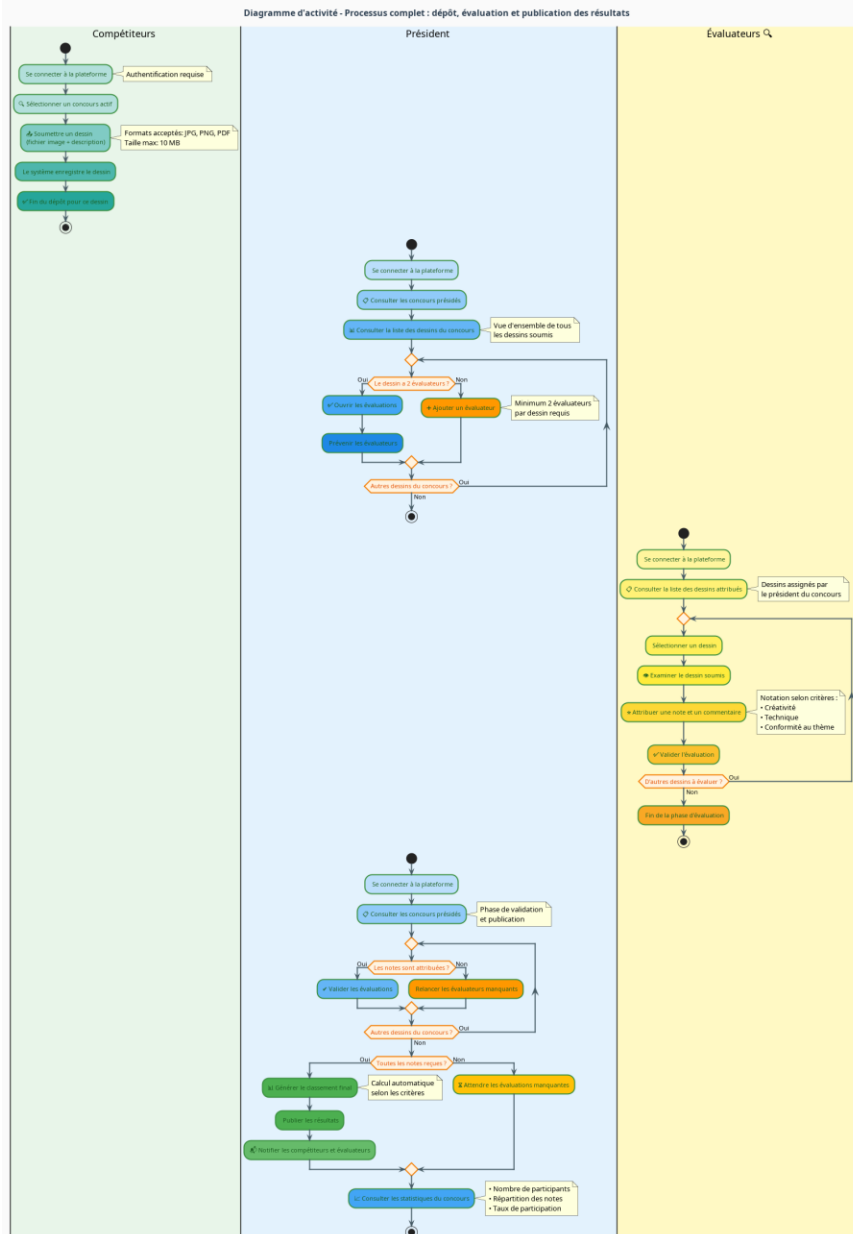 Diagramme d'activité - Processus complet : dépôt, évaluation et publication des résultats
Compétiteurs
Président
Évaluateurs
Se connecter à la plateforme
Authentification requise
Sélectionner un concours actif
Soumettre un dessin
(fichier image + description)
Formats acceptés: JPG, PNG, PDF
Taille max: 10 MB
Le système enregistre le dessin
Fin du dépôt pour ce dessin
Se connecter à la plateforme
Consulter les concours présidés
Consulter la liste des dessins du concours
Vue d'ensemble de tous
les dessins soumis
Le dessin a 2 évaluateurs ?
Oui
Non
Ouvrir les évaluations
Ajouter un évaluateur
Minimum 2 évaluateurs
par dessin requis
les évaluateurs
Autres dessins du concours ?
Oui
Non
Se connecter à la plateforme
Consulter la liste des dessins attribués
Dessins assignés par
le président du concours
Sélectionner un dessin
Examiner le dessin soumis
Attribuer une note et un commentaire
Notation selon critères :
• Créativité
• Technique
• Conformité au thème
Valider l'évaluation
D'autres dessins à évaluer ?
Oui
Non
Fin de la phase d'évaluation
Se connecter à la plateforme
Consulter les concours présidés
Phase de validation
et publication
Les notes sont attribuées ?
Oui
Non
Valider les évaluations
Relancer les évaluateurs manquants
Autres dessins du concours ?
Oui
Non
Toutes les notes reçues ?
Oui
Non
Générer le classement final
Calcul automatique
selon les critères
Attendre les évaluations manquantes
Publier les résultats
Notifier les compétiteurs et évaluateurs
Consulter les statistiques du concours
• Nombre de participants
• Répartition des notes
• Taux de participation